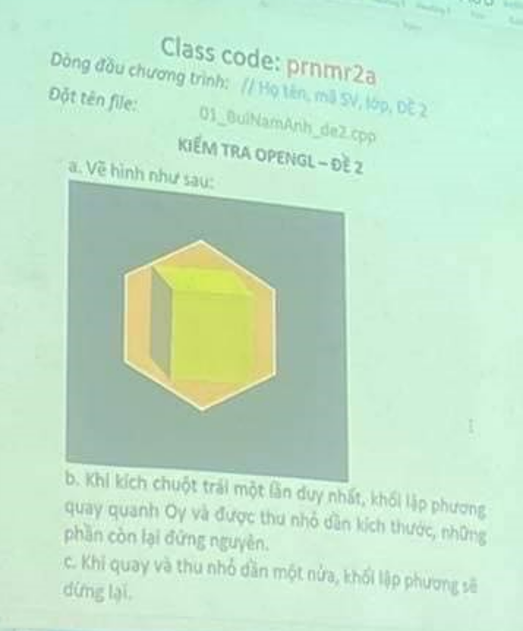 Class code: prnmr2a
Dòng đầu chương trình: // Họ tên, mã SV, lớp, ĐỀ 2
Đặt tên file: 01_BuiNamAnh_de2.cpp
KIỂM TRA OPENGL – ĐỀ 2
a. Vẽ hình như sau:
b. Khi kích chuột trái một lần duy nhất, khối lập phương
quay quanh Oy và được thu nhỏ dần kích thước, những
phần còn lại đứng nguyên.
c. Khi quay và thu nhỏ dần một nửa, khối lập phương sẽ
dừng lại.